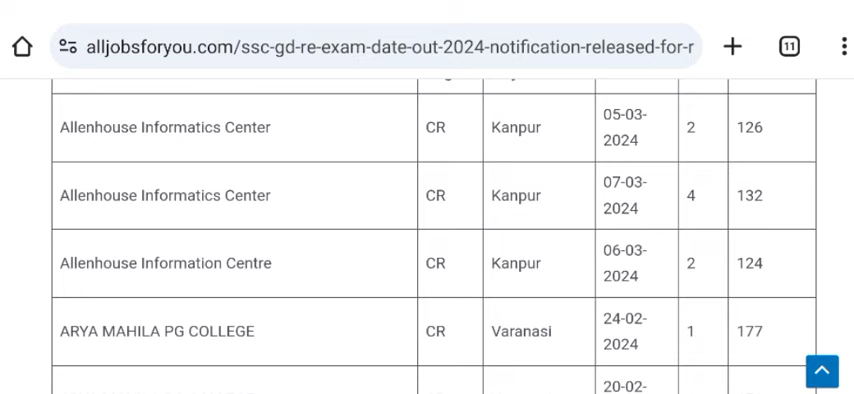 alljobsforyou.com/ssc-gd-re-exam-date-out-2024-notification-released-for-r
11
Allenhouse Informatics Center CR Kanpur 05-03-2024 2 126
Allenhouse Informatics Center CR Kanpur 07-03-2024 4 132
Allenhouse Information Centre CR Kanpur 06-03-2024 2 124
ARYA MAHILA PG COLLEGE CR Varanasi 24-02-2024 1 177
20-02-